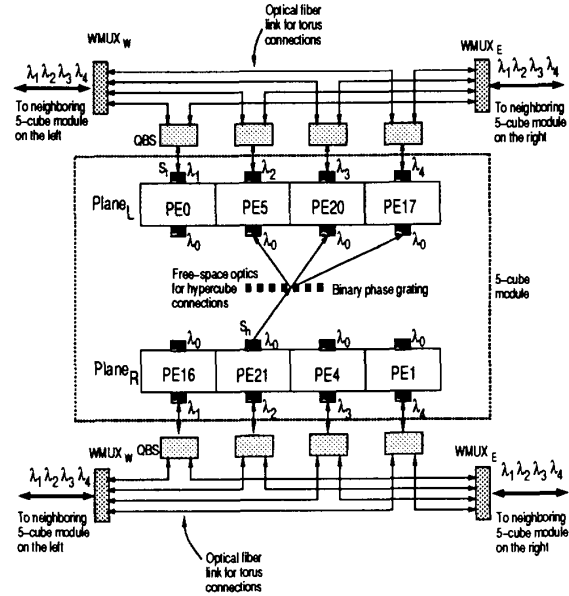 Optical fiber
link for torus
connections
WMUX W
WMUX E
λ1 λ2 λ3 λ4
λ1 λ2 λ3 λ4
To neighboring
5-cube module
on the left
To neighboring
5-cube module
on the right
QBS
St λ1 λ2 λ3 λ4
PlaneL PE0 PE5 PE20 PE17
λ0 λ0 λ0 λ0
Free-space optics
for hypercube
connections
Binary phase grating
5-cube
module
Sh
λ0 λ0 λ0 λ0
PlaneR PE16 PE21 PE4 PE1
λ1 λ2 λ3 λ4
WMUX W
QBS
WMUX E
λ1 λ2 λ3 λ4
λ1 λ2 λ3 λ4
To neighboring
5-cube module
on the left
To neighboring
5-cube module
on the right
Optical fiber
link for torus
connections